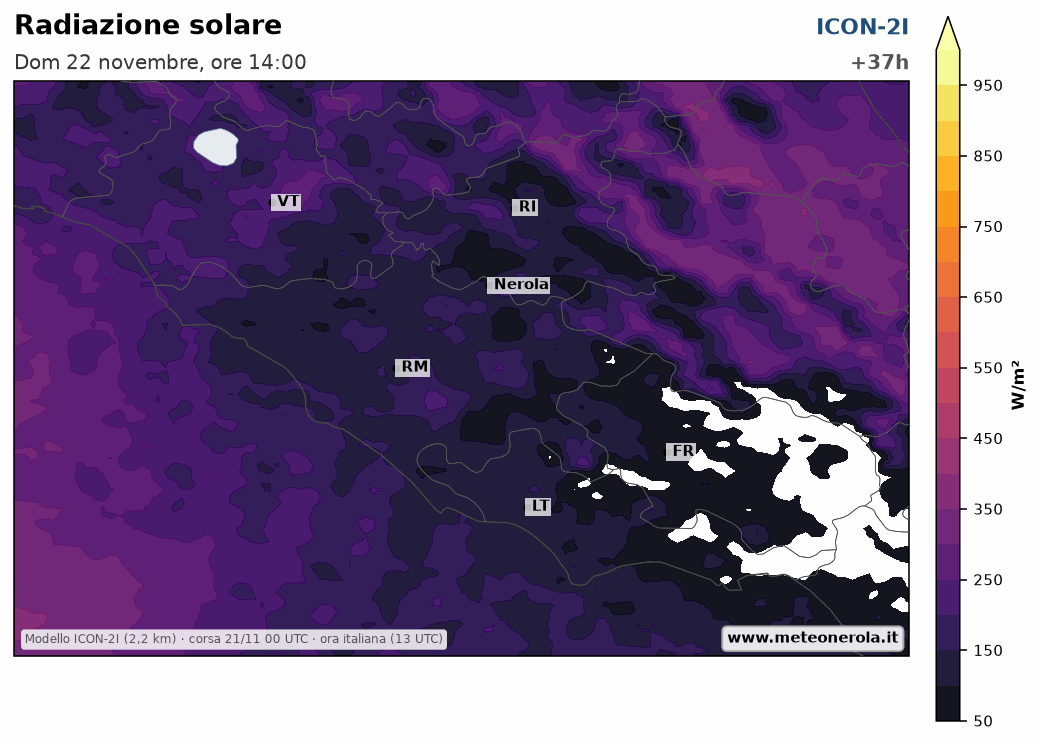 Radiazione solare
ICON-2I
Dom 22 novembre, ore 14:00
+37h
VT
RI
Nerola
RM
FR
LT
950
850
750
650
550
450
350
250
150
50
W/m²
Modello ICON-2I (2,2 km) · corsa 21/11 00 UTC · ora italiana (13 UTC)
www.meteonerola.it